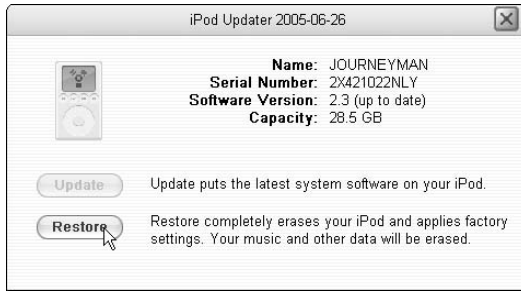 iPod Updater 2005-06-26
Name: JOURNEYMAN
Serial Number: 2X421022NLY
Software Version: 2.3 (up to date)
Capacity: 28.5 GB
Update
Update puts the latest system software on your iPod.
Restore
Restore completely erases your iPod and applies factory
settings. Your music and other data will be erased.